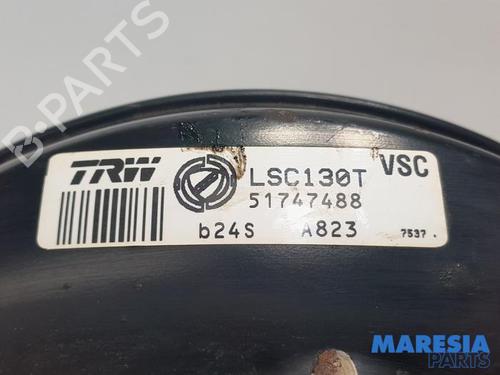 B-PARTS
TRW LSC130T VSC
51747488
b24S A823 7537.
MARESIA
PARTS